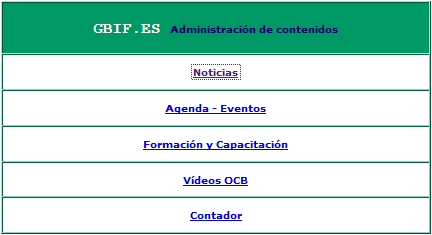 GBIF.ES Administración de contenidos
Noticias
Agenda - Eventos
Formación y Capacitación
Vídeos OCB
Contador